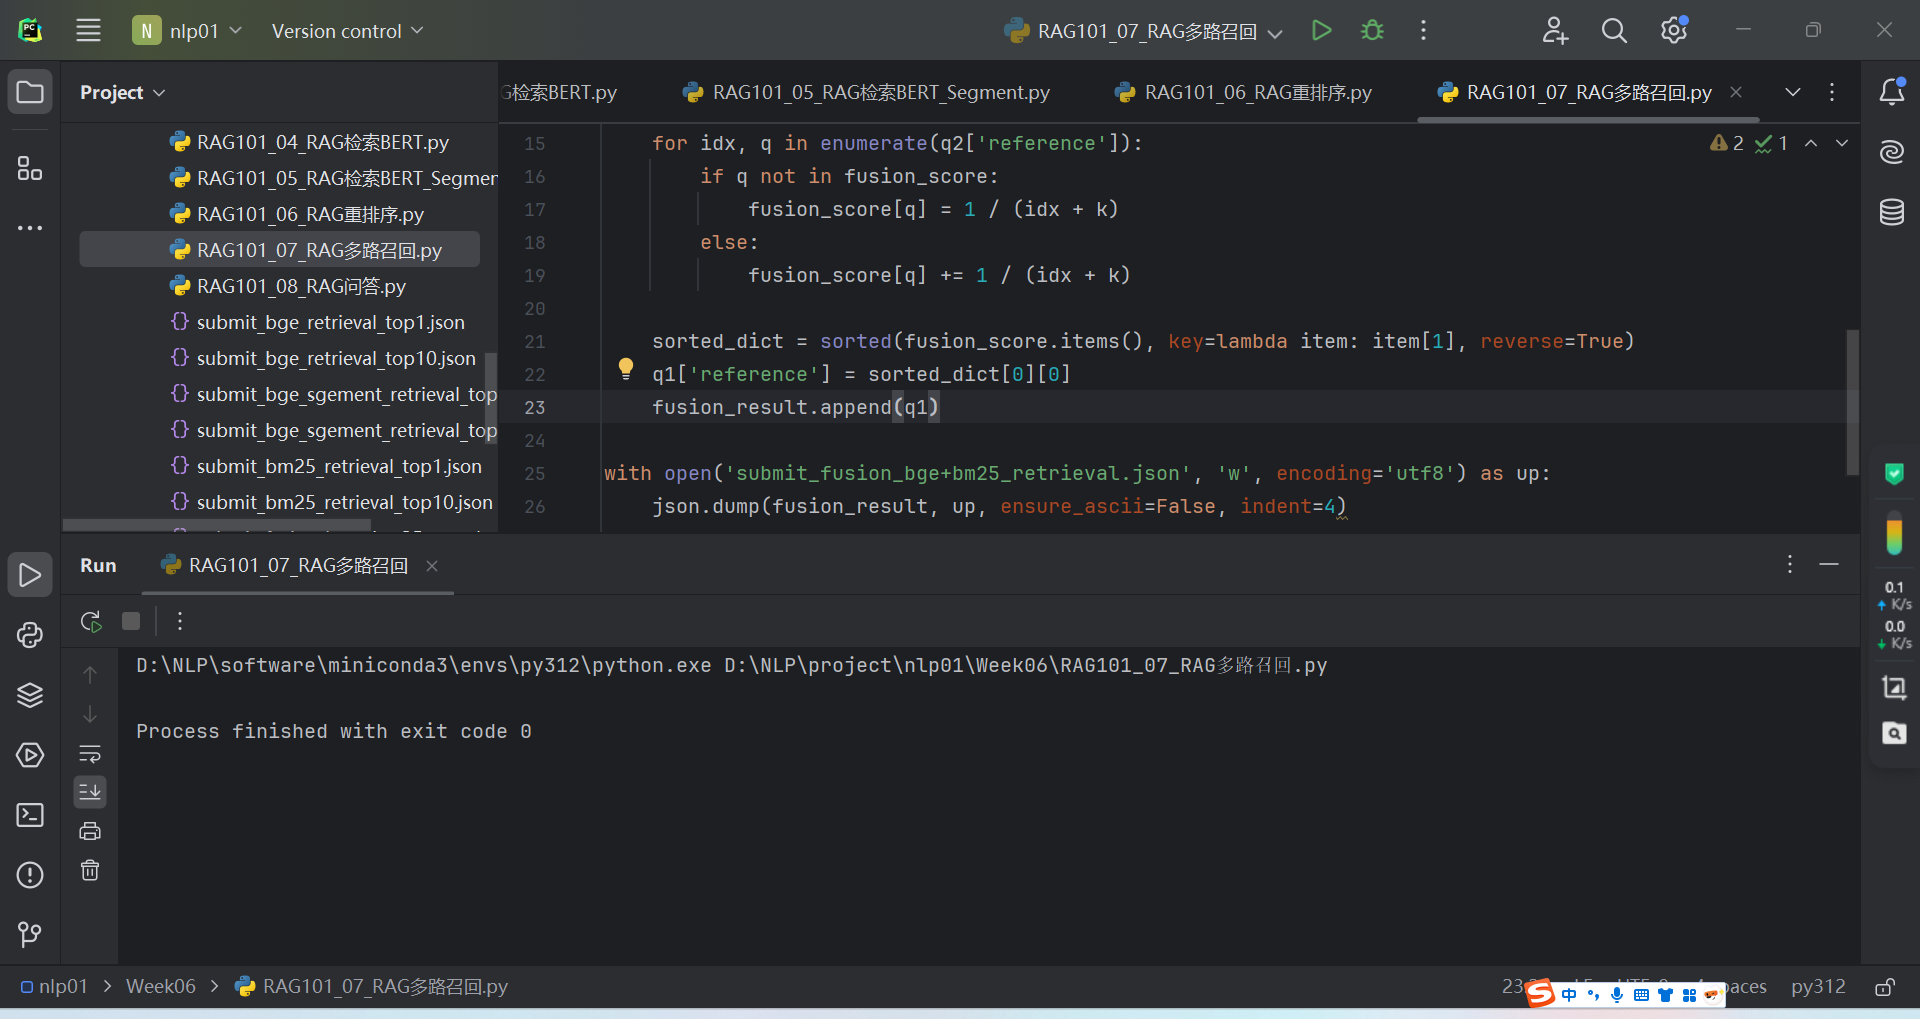 N nlp01 Version control RAG101_07_RAG多路召回
Project
RAG101_04_RAG检索BERT.py
RAG101_05_RAG检索BERT_Segmen
RAG101_06_RAG重排序.py
RAG101_07_RAG多路召回.py
RAG101_08_RAG问答.py
submit_bge_retrieval_top1.json
submit_bge_retrieval_top10.json
submit_bge_sgement_retrieval_top
submit_bge_sgement_retrieval_top
submit_bm25_retrieval_top1.json
submit_bm25_retrieval_top10.json
G检索BERT.py RAG101_05_RAG检索BERT_Segment.py RAG101_06_RAG重排序.py RAG101_07_RAG多路召回.py
2 1
15 for idx, q in enumerate(q2['reference']):
16 if q not in fusion_score:
17 fusion_score[q] = 1 / (idx + k)
18 else:
19 fusion_score[q] += 1 / (idx + k)
20
21 sorted_dict = sorted(fusion_score.items(), key=lambda item: item[1], reverse=True)
22 q1['reference'] = sorted_dict[0][0]
23 fusion_result.append(q1)
24
25 with open('submit_fusion_bge+bm25_retrieval.json', 'w', encoding='utf8') as up:
26 json.dump(fusion_result, up, ensure_ascii=False, indent=4)
Run RAG101_07_RAG多路召回
D:\NLP\software\miniconda3\envs\py312\python.exe D:\NLP\project\nlp01\Week06\RAG101_07_RAG多路召回.py
Process finished with exit code 0
0.1
K/s
0.0
K/s
nlp01 > Week06 > RAG101_07_RAG多路召回.py
23 paces py312
S 中